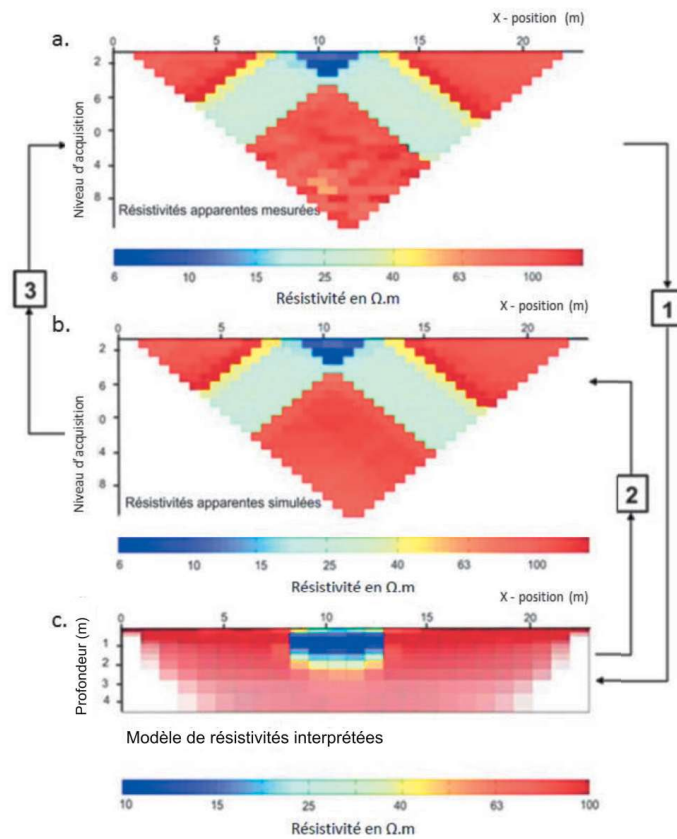 X - position (m)
a.
0 5 10 15 20
2
6
0
4
8
Niveau d'acquisition
Résistivités apparentes mesurées
6 10 15 25 40 63 100
Résistivité en Ω.m
3
1
X - position (m)
b.
0 5 10 15 20
2
6
0
4
8
Niveau d'acquisition
Résistivités apparentes simulées
2
6 10 15 25 40 63 100
Résistivité en Ω.m
X - position (m)
c.
0 5 10 15 20
1
2
3
4
Profondeur (m)
Modèle de résistivités interprétées
10 15 25 40 63 100
Résistivité en Ω.m